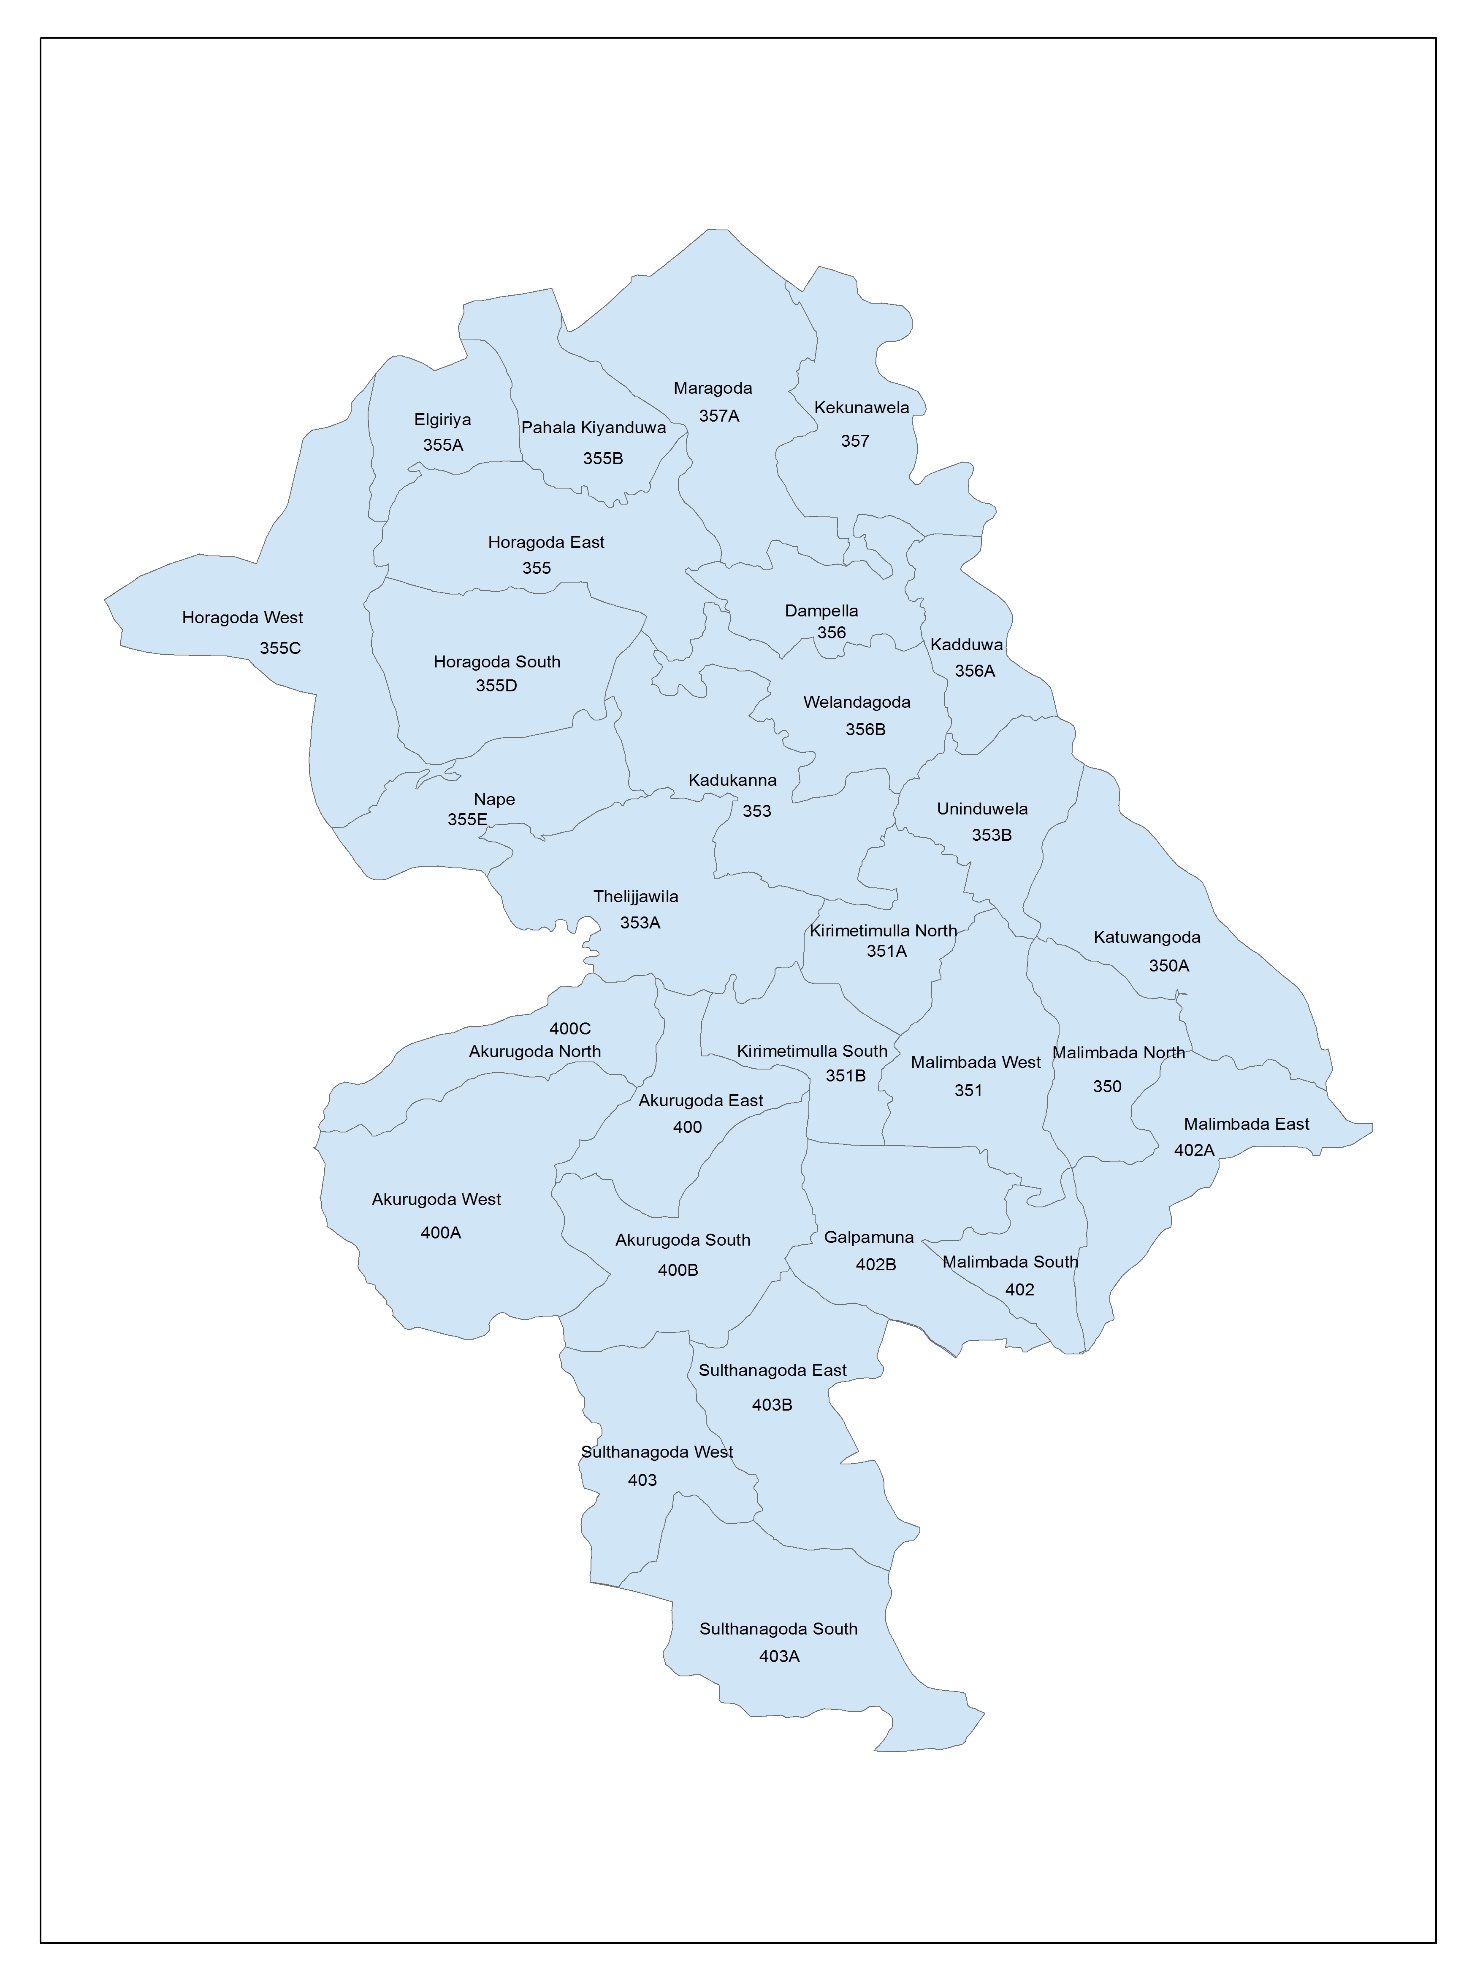 Maragoda
357A
Kekunawela
357
Elgiriya
355A
Pahala Kiyanduwa
355B
Horagoda East
355
Dampella
356
Horagoda West
355C
Kadduwa
356A
Horagoda South
355D
Welandagoda
356B
Kadukanna
353
Nape
355E
Uninduwela
353B
Thelijjawila
353A
Kirimetimulla North
351A
Katuwangoda
350A
400C
Akurugoda North
Kirimetimulla South
351B
Malimbada West
351
Malimbada North
350
Akurugoda East
400
Malimbada East
402A
Akurugoda West
400A
Akurugoda South
400B
Galpamuna
402B
Malimbada South
402
Sulthanagoda East
403B
Sulthanagoda West
403
Sulthanagoda South
403A